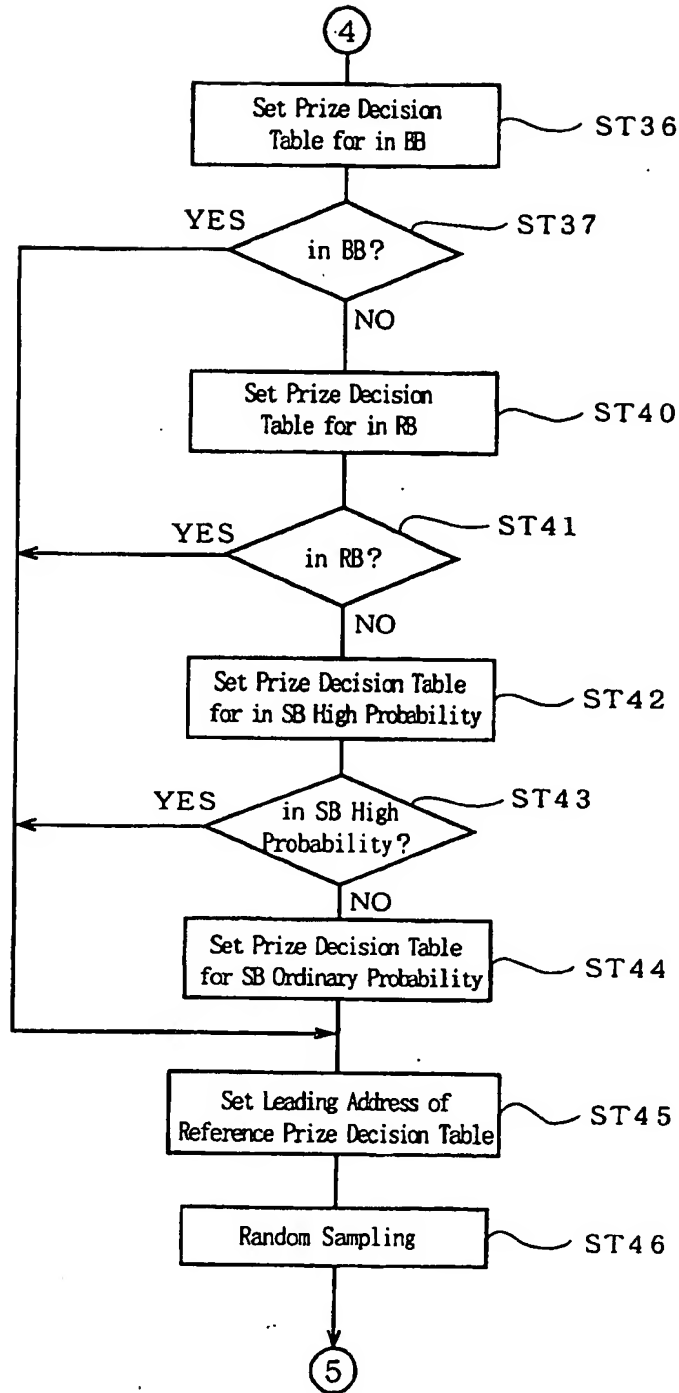 4
Set Prize Decision
Table for in BB
ST36
YES
ST37
in BB?
NO
Set Prize Decision
Table for in RB
ST40
YES
ST41
in RB?
NO
Set Prize Decision Table
for in SB High Probability
ST42
YES
ST43
in SB High
Probability?
NO
Set Prize Decision Table
for SB Ordinary Probability
ST44
Set Leading Address of
Reference Prize Decision Table
ST45
Random Sampling
ST46
5